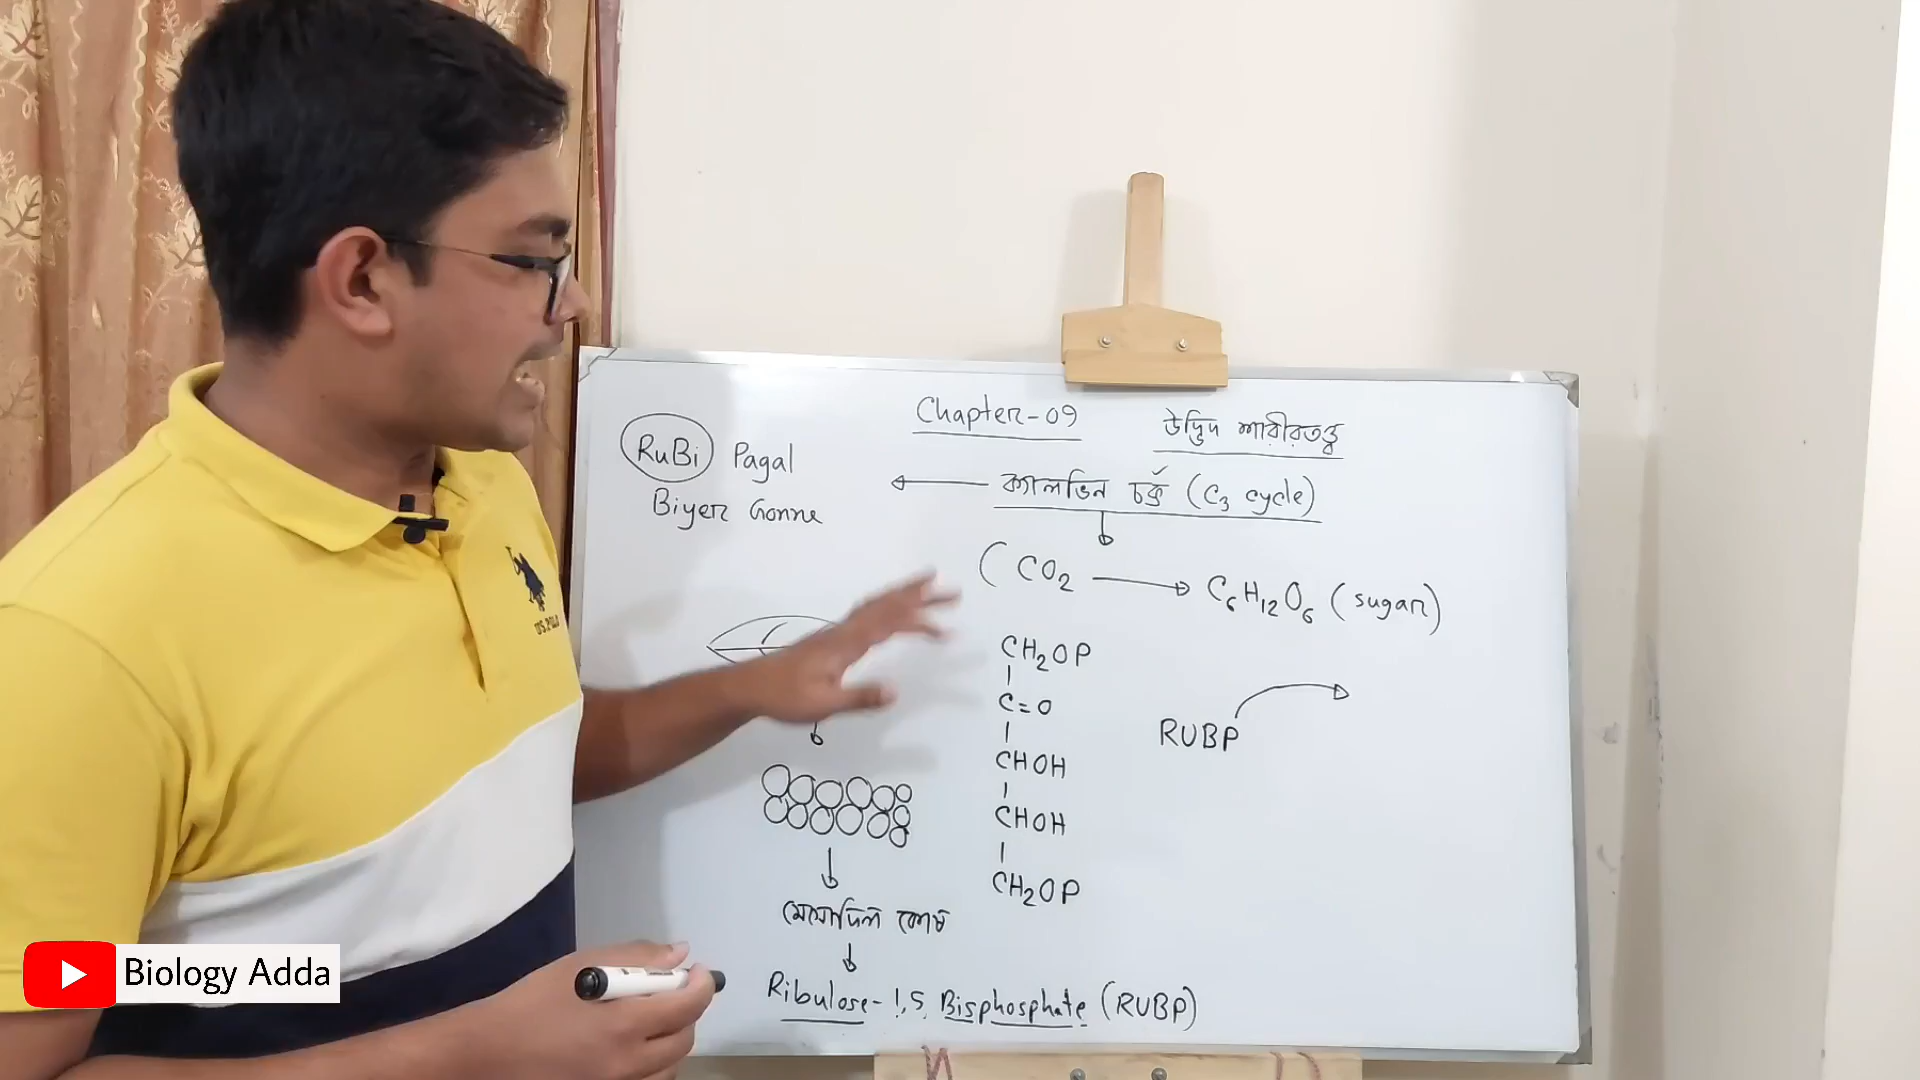 Chapter-09
উদ্ভিদ শারীরতত্ত্ব
RuBi Pagal
Biyer Gonne
ক্যালভিন চক্র (C₃ cycle)
(CO₂ → C₆H₁₂O₆ (sugar)
CH₂OP
C=O
CHOH
CHOH
CH₂OP
RUBP
মেসোফিল কোষ
Ribulose-1,5 Bisphosphate (RUBP)
U.S. POLO
Biology Adda